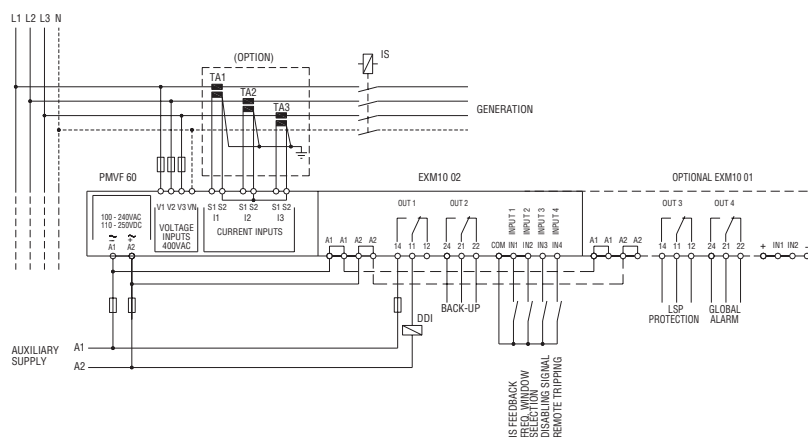 L1 L2 L3 N
(OPTION)
IS
TA1
TA2
TA3
GENERATION
PMVF 60
EXM10 02
OPTIONAL EXM10 01
100 - 240VAC
110 - 250VDC
~ ~
- +
A1 A2
V1 V2 V3 VN
VOLTAGE
INPUTS
400VAC
S1 S2 S1 S2 S1 S2
I1 I2 I3
CURRENT INPUTS
A1 A1 A2 A2
OUT 1
14 11 12
OUT 2
24 21 22
INPUT 1
INPUT 2
INPUT 3
INPUT 4
COM IN1 IN2 IN3 IN4
A1 A1 A2 A2
OUT 3
14 11 12
OUT 4
24 21 22
+ IN1 IN2 -
BACK-UP
DDI
LSP
PROTECTION
GLOBAL
ALARM
AUXILIARY
SUPPLY
A1
A2
IS FEEDBACK
FREQ. WINDOW
SELECTION
DISABLING SIGNAL
REMOTE TRIPPING